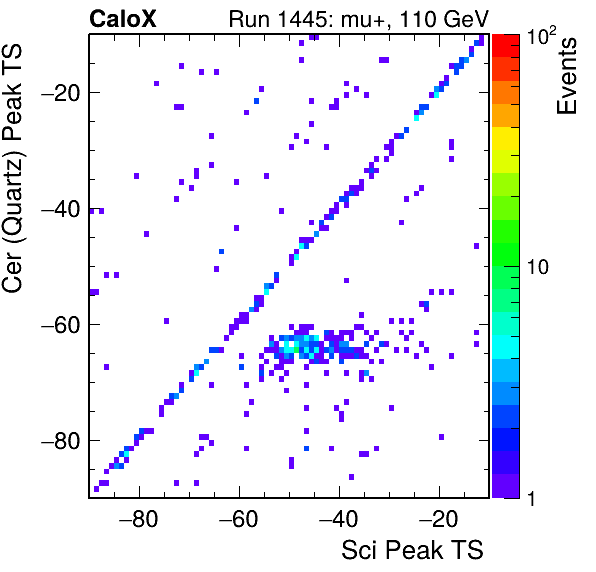 CaloX Run 1445: mu+, 110 GeV
Cer (Quartz) Peak TS
−20
−40
−60
−80
−80 −60 −40 −20
Sci Peak TS
10²
10
1
Events